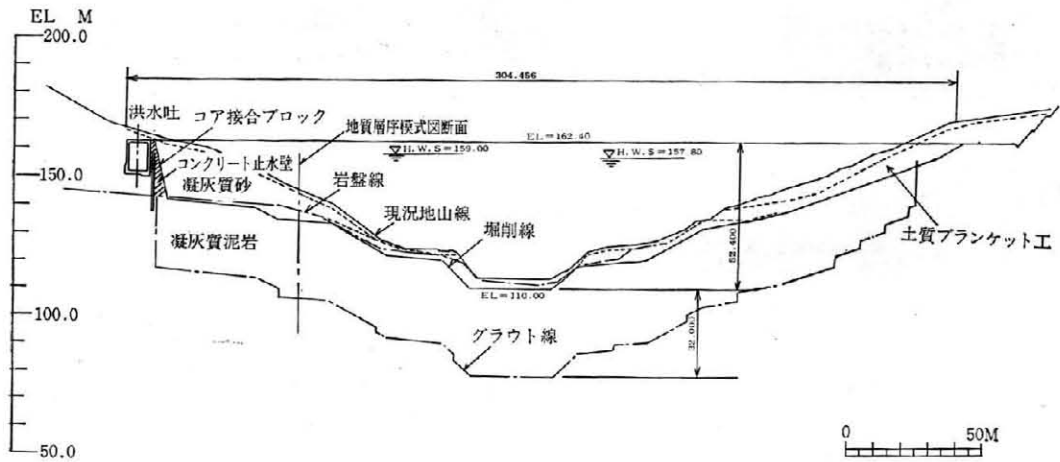 EL M
200.0
304.456
洪水吐
コア接合ブロック
地質層序模式図断面
EL=162.40
H.W.S=159.00
H.W.S=157.80
150.0
コンクリート止水壁
凝灰質砂
岩盤線
現況地山線
掘削線
土質ブランケット工
凝灰質泥岩
52.400
EL=110.00
100.0
グラウト線
32.000
0
50M
50.0